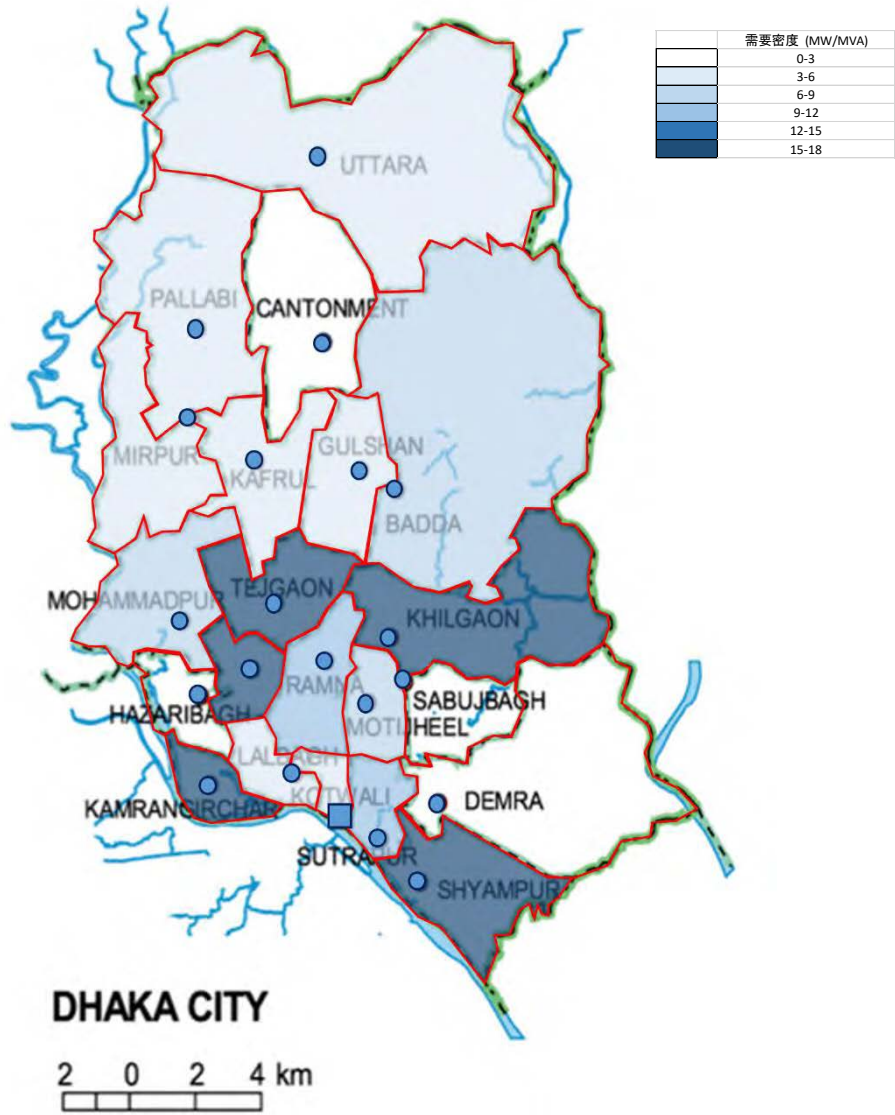 需要密度 (MW/MVA)
0-3
3-6
6-9
9-12
12-15
15-18
UTTARA
PALLABI
CANTONMENT
MIRPUR
KAFRUL
GULSHAN
BADDA
MOHAMMADPUR
TEJGAON
KHILGAON
RAMNA
SABUJBAGH
HAZARIBAGH
MOTIJHEEL
LALBAGH
KOTWALI
KAMRANGIRCHAR
DEMRA
SUTRAPUR
SHYAMPUR
DHAKA CITY
2 0 2 4 km